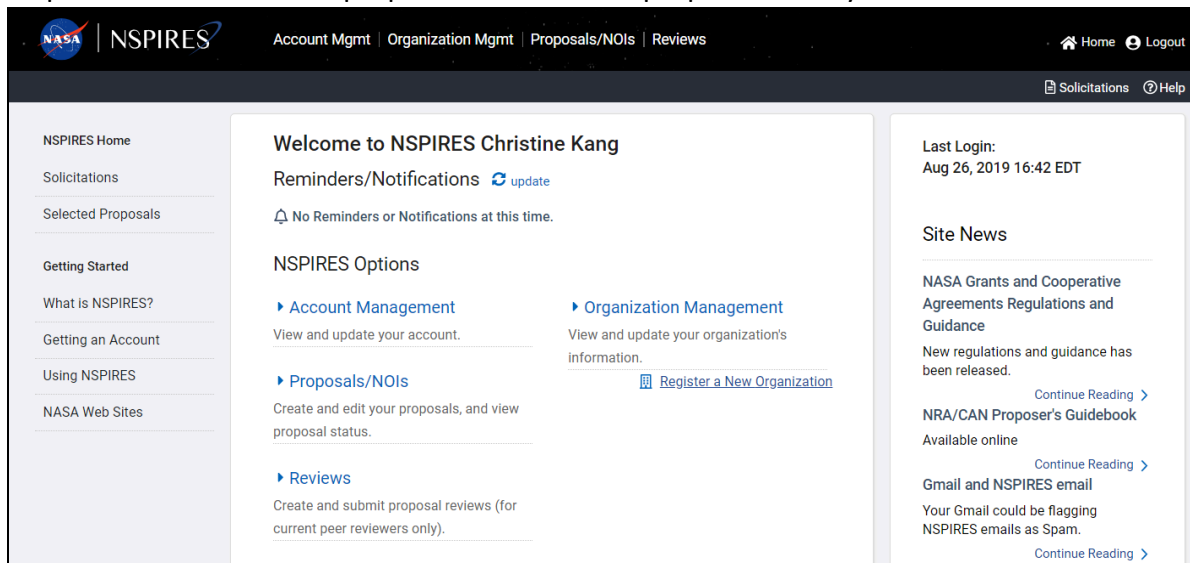 NASA | NSPIRES
Account Mgmt | Organization Mgmt | Proposals/NOIs | Reviews
Home Logout
Solicitations Help
NSPIRES Home
Solicitations
Selected Proposals
Getting Started
What is NSPIRES?
Getting an Account
Using NSPIRES
NASA Web Sites
Welcome to NSPIRES Christine Kang
Reminders/Notifications update
No Reminders or Notifications at this time.
NSPIRES Options
Account Management
View and update your account.
Proposals/NOIs
Create and edit your proposals, and view
proposal status.
Reviews
Create and submit proposal reviews (for
current peer reviewers only).
Organization Management
View and update your organization's
information.
Register a New Organization
Last Login:
Aug 26, 2019 16:42 EDT
Site News
NASA Grants and Cooperative
Agreements Regulations and
Guidance
New regulations and guidance has
been released.
Continue Reading
NRA/CAN Proposer's Guidebook
Available online
Continue Reading
Gmail and NSPIRES email
Your Gmail could be flagging
NSPIRES emails as Spam.
Continue Reading